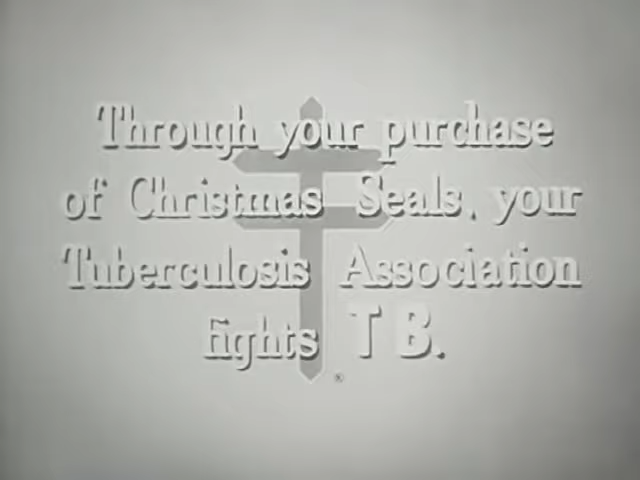 Through your purchase
of Christmas Seals, your
Tuberculosis Association
fights TB.
®